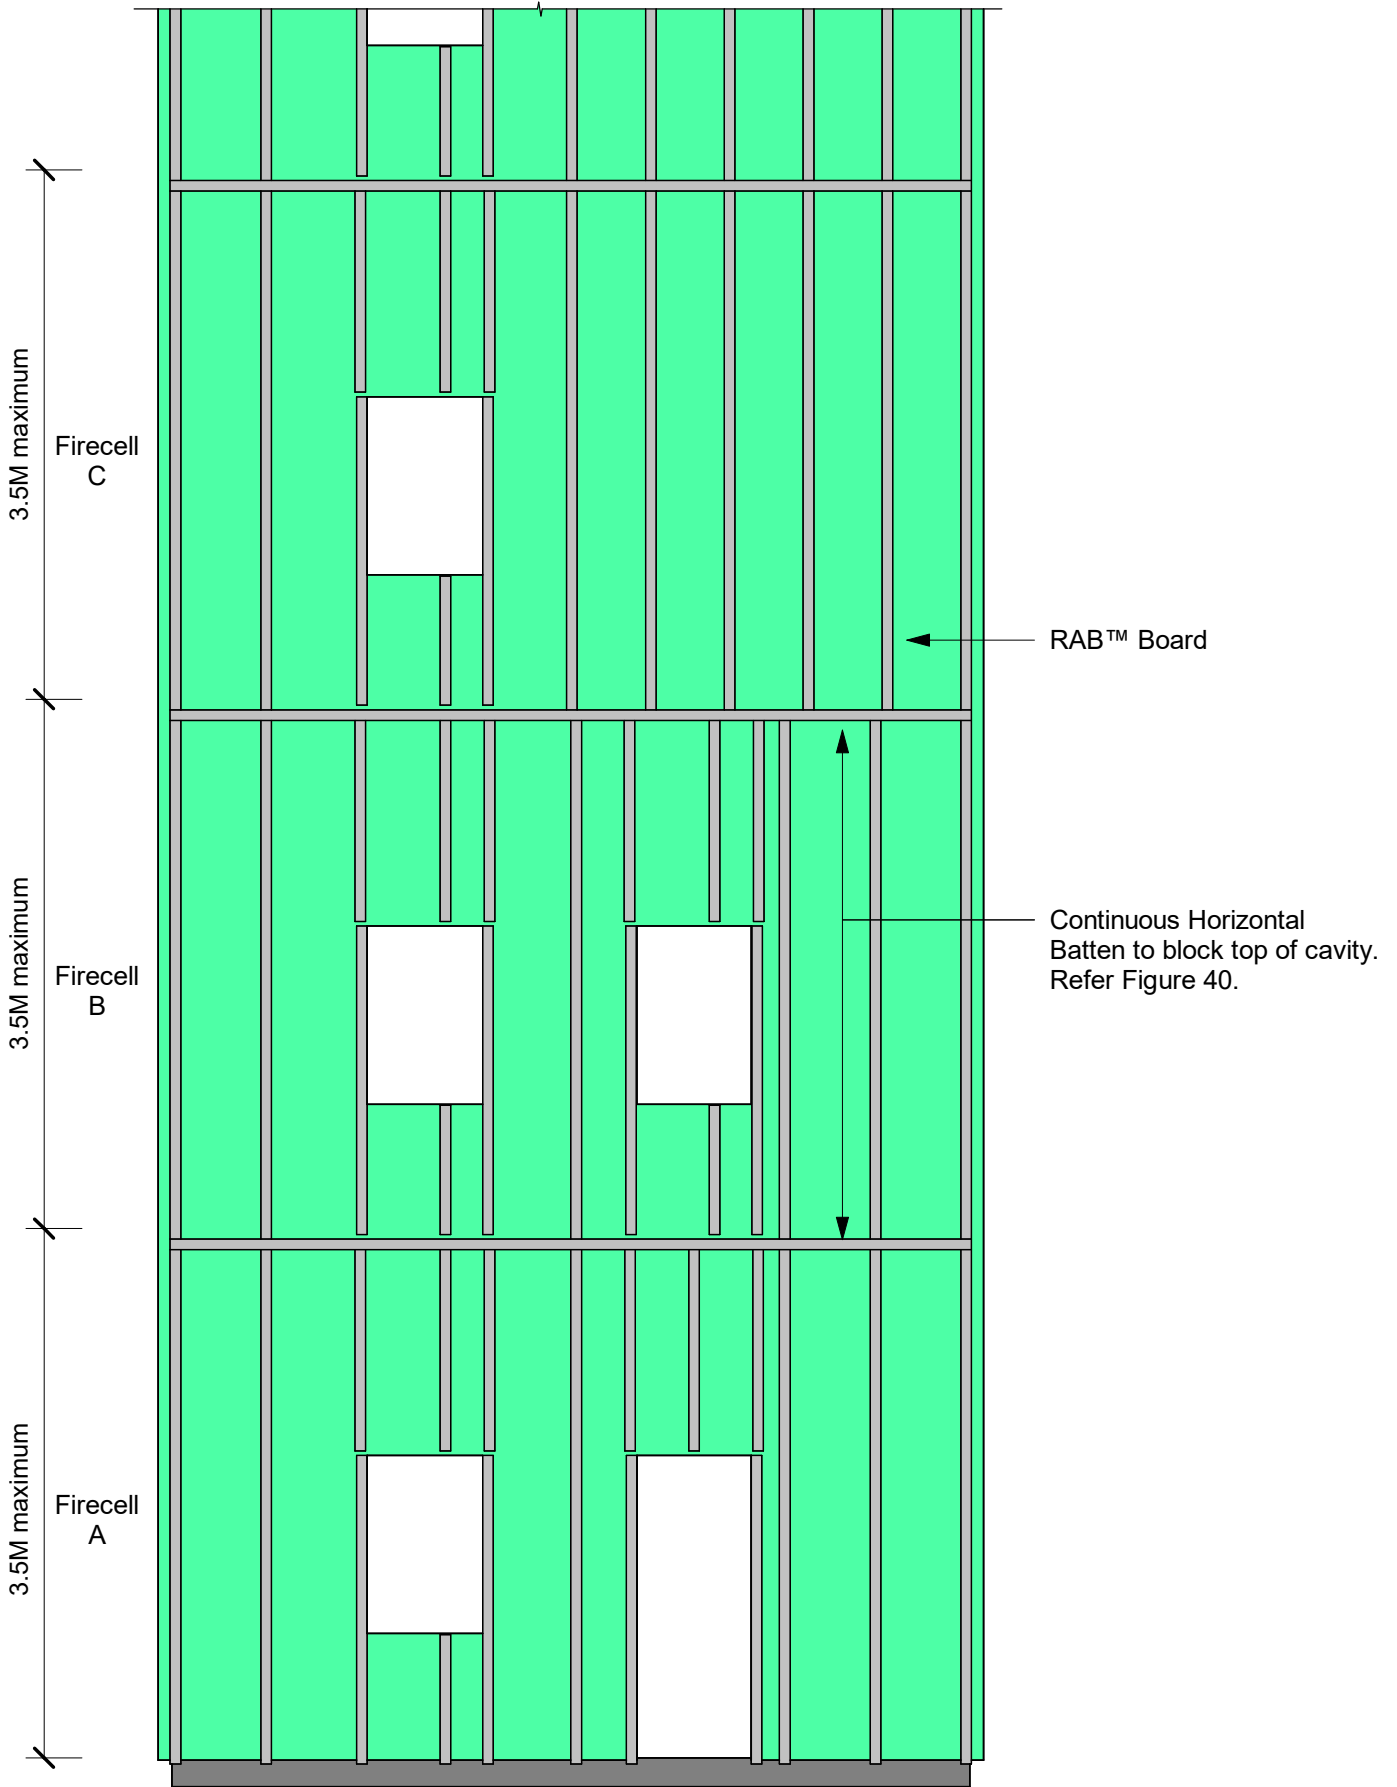 3.5M maximum
Firecell
C
RAB™ Board
3.5M maximum
Firecell
B
Continuous Horizontal
Batten to block top of cavity.
Refer Figure 40.
3.5M maximum
Firecell
A